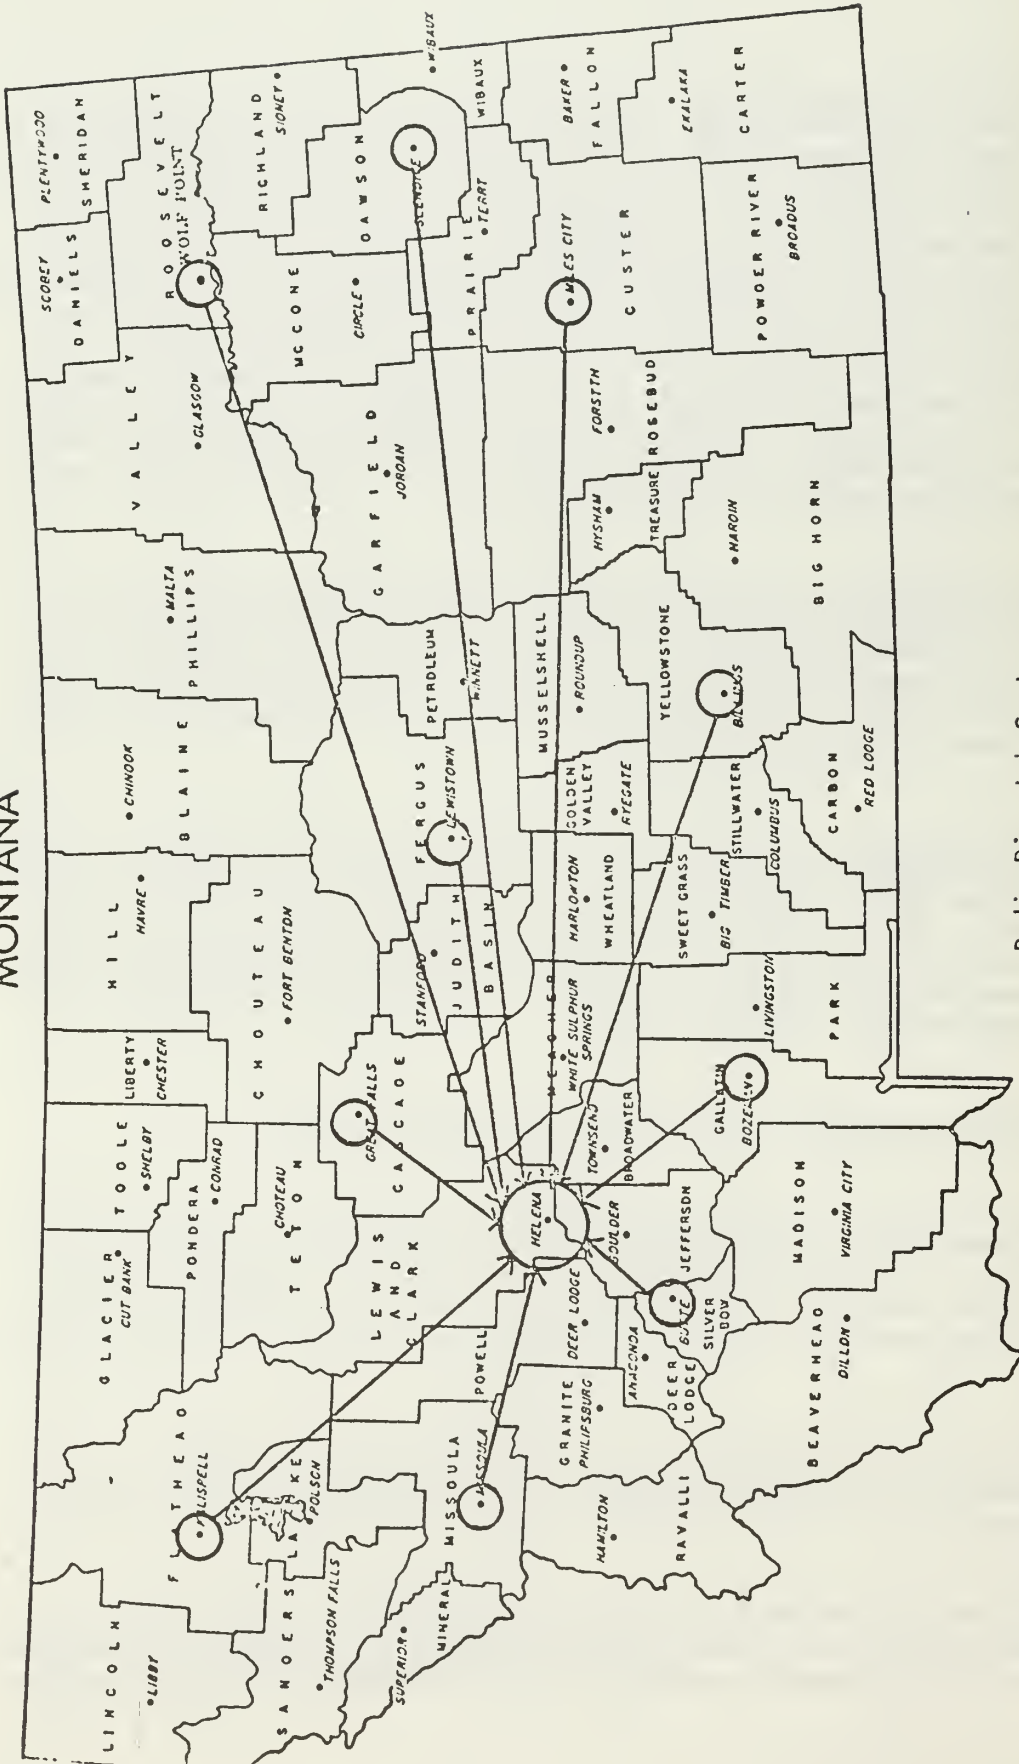 MONTANA
LINCOLN
LIBBY
FLATHEAD
KALISPELL
GLACIER
CUT BANK
TOOLE
SHELBY
LIBERTY
CHESTER
HILL
HAVRE
BLAINE
CHINOOK
PHILLIPS
MALTA
VALLEY
GLASGOW
DANIELS
SCOBEY
SHERIDAN
PLENTYWOOD
ROOSEVELT
WOLF POINT
SANDERS
THOMPSON FALLS
LAKE
POLSON
PONDERA
CONRAD
TETON
CHOTEAU
CHOUTEAU
FORT BENTON
MCCONE
CIRCLE
RICHLAND
SIDNEY
DAWSON
GLENDIVE
WIBAUX
WIBAUX
GARFIELD
JORDAN
MINERAL
SUPERIOR
MISSOULA
MISSOULA
POWELL
DEER LODGE
LEWIS
AND
CLARK
HELENA
CASCADE
GREAT FALLS
JUDITH
BASIN
STANFORD
FERGUS
LEWISTOWN
PETROLEUM
WINNETT
PRAIRIE
TERRY
GRANITE
PHILIPSBURG
RAVALLI
HAMILTON
DEER
LODGE
ANACONDA
SILVER
BOW
BUTTE
JEFFERSON
BOULDER
BROADWATER
TOWNSEND
MEAGHER
WHITE SULPHUR
SPRINGS
WHEATLAND
HARLOWTON
GOLDEN
VALLEY
RYEGATE
MUSSELSHELL
ROUNDUP
TREASURE
HYSHAM
ROSEBUD
FORSYTH
CUSTER
MILES CITY
FALLON
BAKER
BEAVERHEAD
DILLON
MADISON
VIRGINIA CITY
GALLATIN
BOZEMAN
PARK
LIVINGSTON
SWEET GRASS
BIG TIMBER
STILLWATER
COLUMBUS
CARBON
RED LODGE
YELLOWSTONE
BILLINGS
BIG HORN
HARDIN
POWDER RIVER
BROADUS
CARTER
EKALAKA